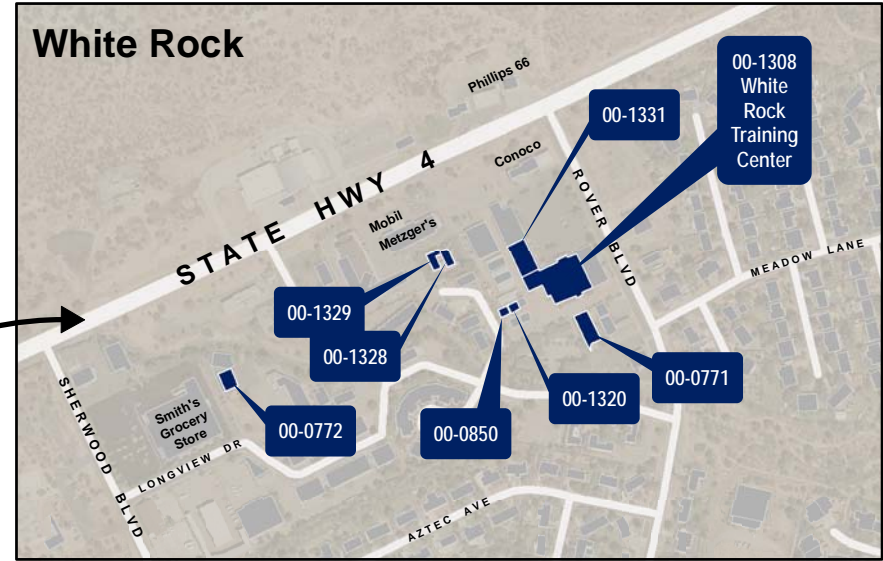 White Rock
Phillips 66
00-1308
White
Rock
Training
Center
00-1331
Conoco
STATE HWY 4
Mobil
Metzger's
ROVER BLVD
MEADOW LANE
00-1329
00-1328
00-0771
00-1320
00-0850
00-0772
SHERWOOD BLVD
Smith's
Grocery
Store
LONGVIEW DR
AZTEC AVE